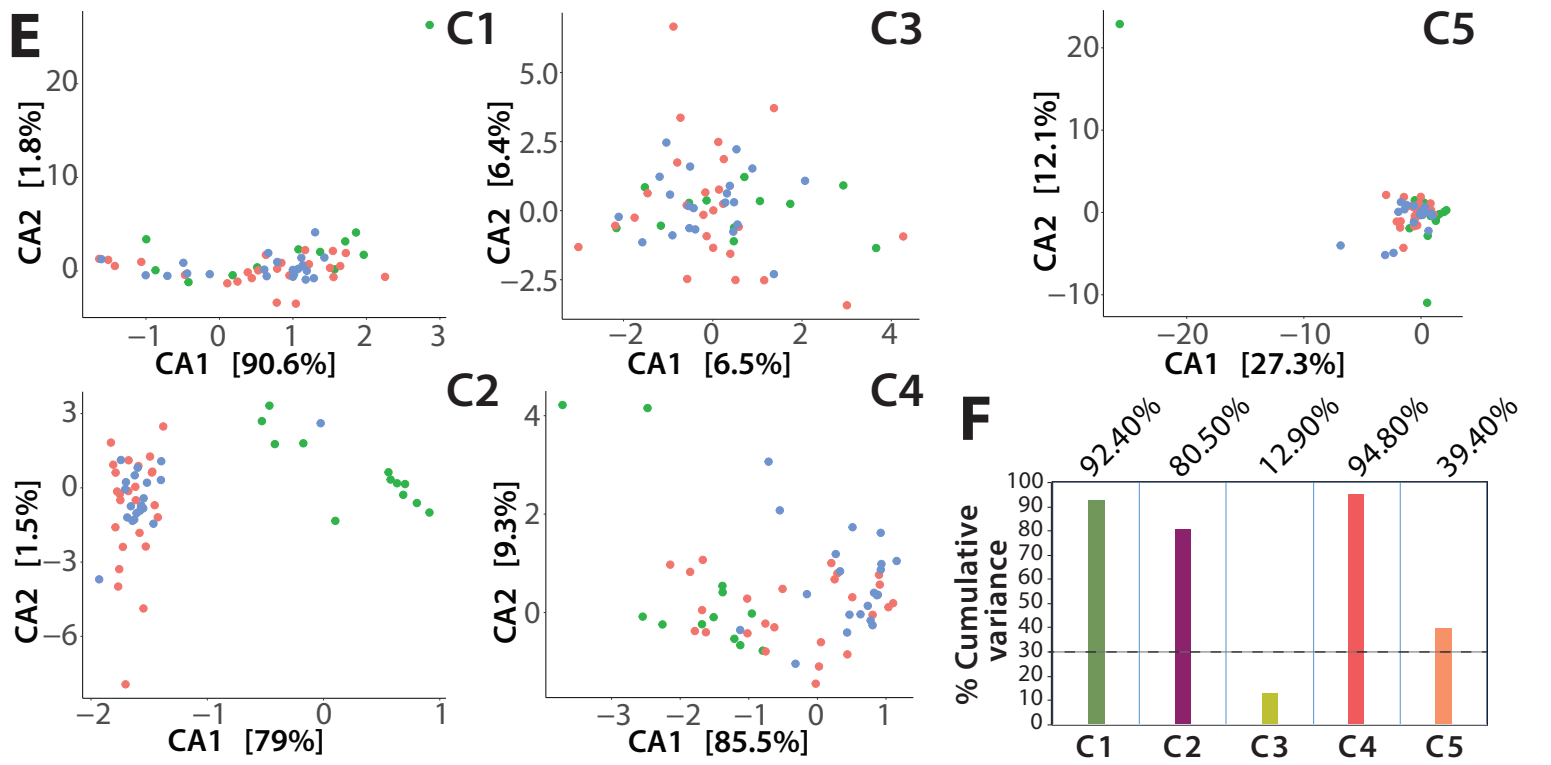 E
C1
CA2 [1.8%]
20
10
0
−1 0 1 2 3
CA1 [90.6%]
C3
CA2 [6.4%]
5.0
2.5
0.0
−2.5
−2 0 2 4
CA1 [6.5%]
C5
CA2 [12.1%]
20
10
0
−10
−20 −10 0
CA1 [27.3%]
C2
CA2 [1.5%]
3
0
−3
−6
−2 −1 0 1
CA1 [79%]
C4
CA2 [9.3%]
4
2
0
−3 −2 −1 0 1
CA1 [85.5%]
F
92.40% 80.50% 12.90% 94.80% 39.40%
% Cumulative
variance
100
90
80
70
60
50
40
30
20
10
0
C1 C2 C3 C4 C5